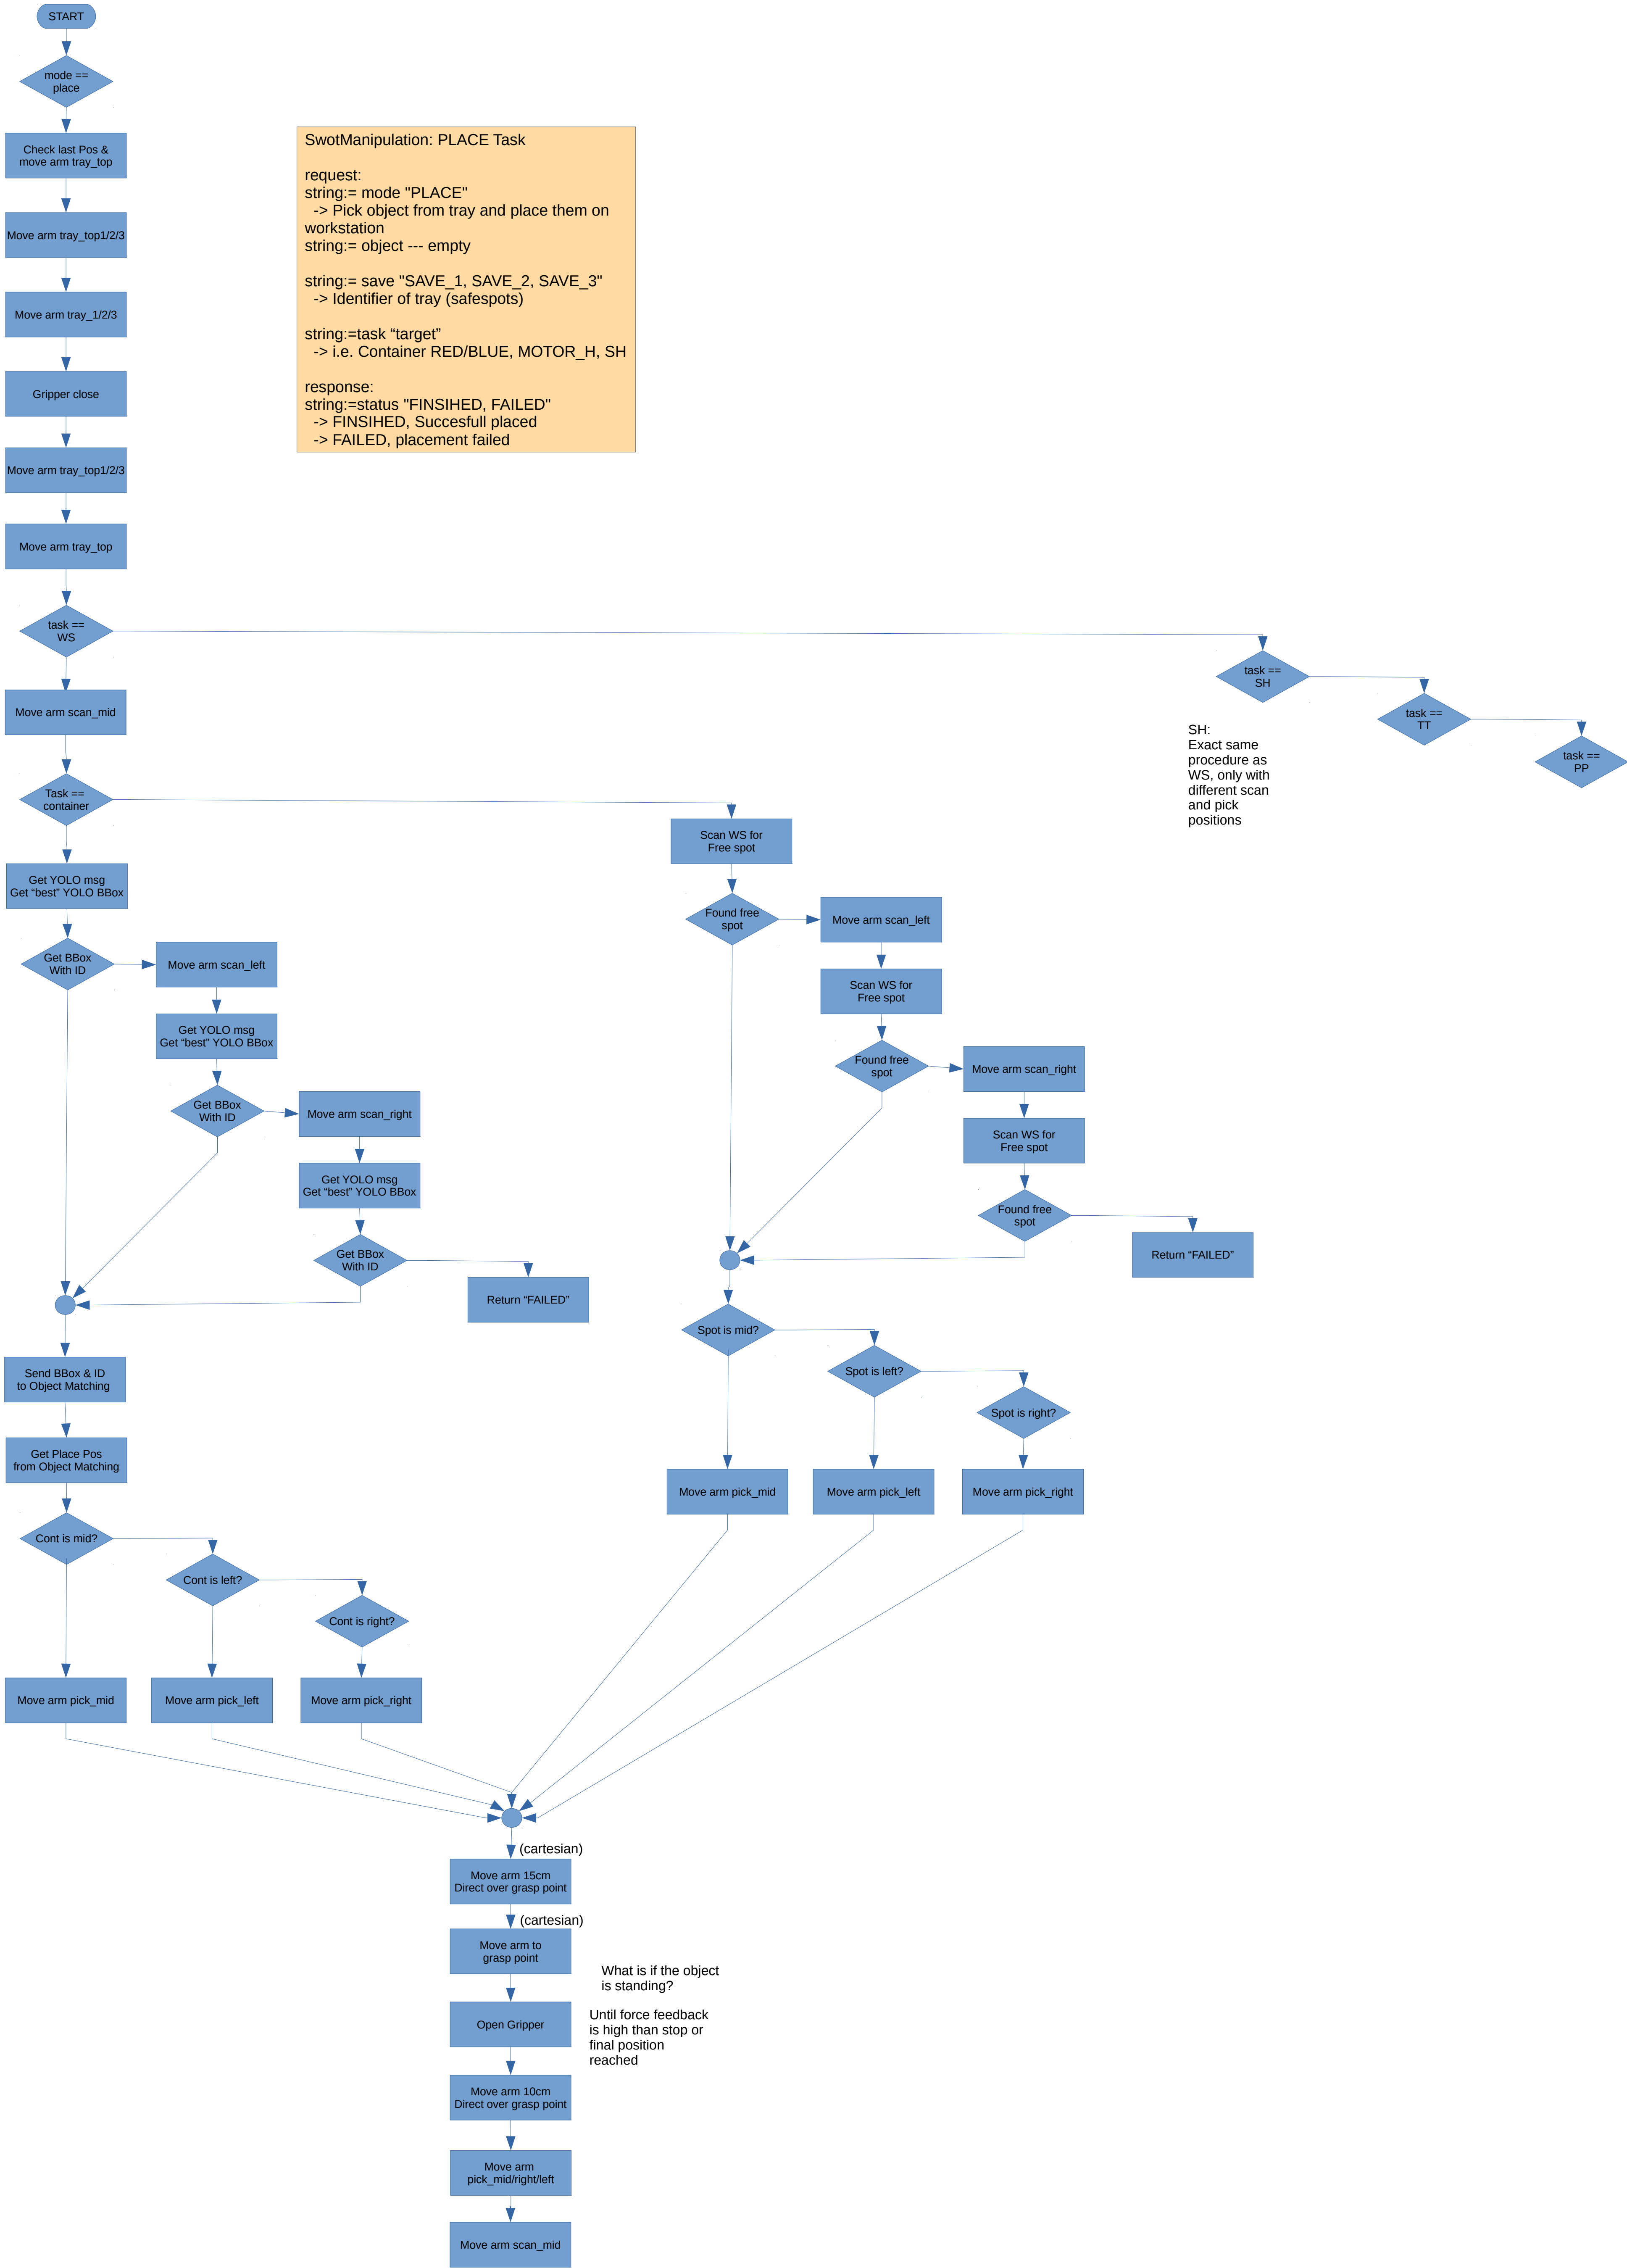 START
mode ==
place
Check last Pos &
move arm tray_top
Move arm tray_top1/2/3
Move arm tray_1/2/3
Gripper close
Move arm tray_top1/2/3
Move arm tray_top
SwotManipulation: PLACE Task
request:
string:= mode "PLACE"
-> Pick object from tray and place them on
workstation
string:= object --- empty
string:= save "SAVE_1, SAVE_2, SAVE_3"
-> Identifier of tray (safespots)
string:=task “target”
-> i.e. Container RED/BLUE, MOTOR_H, SH
response:
string:=status "FINSIHED, FAILED"
-> FINSIHED, Succesfull placed
-> FAILED, placement failed
task ==
WS
task ==
SH
task ==
TT
task ==
PP
SH:
Exact same
procedure as
WS, only with
different scan
and pick
positions
Move arm scan_mid
Task ==
container
Get YOLO msg
Get “best” YOLO BBox
Get BBox
With ID
Move arm scan_left
Get YOLO msg
Get “best” YOLO BBox
Get BBox
With ID
Move arm scan_right
Get YOLO msg
Get “best” YOLO BBox
Get BBox
With ID
Return “FAILED”
Scan WS for
Free spot
Found free
spot
Move arm scan_left
Scan WS for
Free spot
Found free
spot
Move arm scan_right
Scan WS for
Free spot
Found free
spot
Return “FAILED”
Spot is mid?
Spot is left?
Spot is right?
Move arm pick_mid
Move arm pick_left
Move arm pick_right
Send BBox & ID
to Object Matching
Get Place Pos
from Object Matching
Cont is mid?
Cont is left?
Cont is right?
Move arm pick_mid
Move arm pick_left
Move arm pick_right
(cartesian)
Move arm 15cm
Direct over grasp point
(cartesian)
Move arm to
grasp point
What is if the object
is standing?
Open Gripper
Until force feedback
is high than stop or
final position
reached
Move arm 10cm
Direct over grasp point
Move arm
pick_mid/right/left
Move arm scan_mid